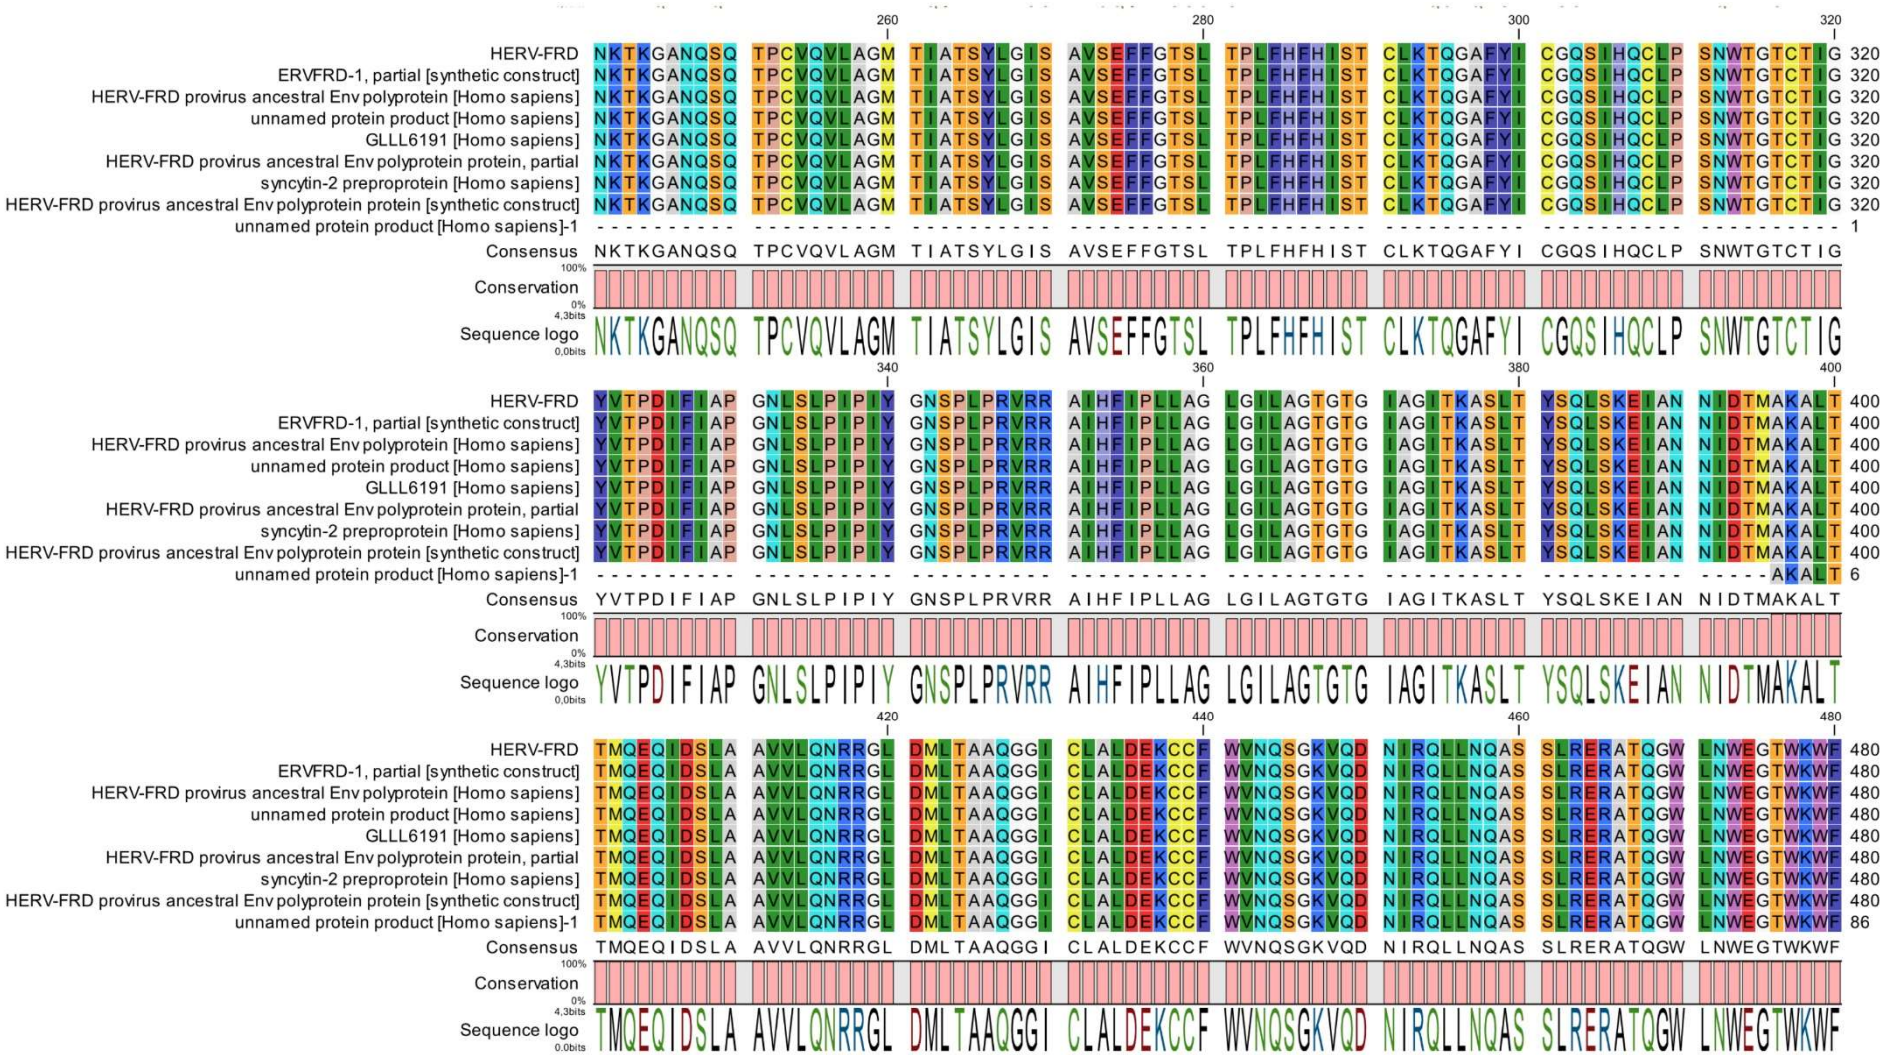 260 280 300 320
HERV-FRD NKTKGANQSQ TPCVQVLAGM TIATSYLGIS AVSEFFGTSL TPLFHFHIST CLKTQGAFYI CGQSIHQCLP SNWTGTCTIG 320
ERVFRD-1, partial [synthetic construct] NKTKGANQSQ TPCVQVLAGM TIATSYLGIS AVSEFFGTSL TPLFHFHIST CLKTQGAFYI CGQSIHQCLP SNWTGTCTIG 320
HERV-FRD provirus ancestral Env polyprotein [Homo sapiens] NKTKGANQSQ TPCVQVLAGM TIATSYLGIS AVSEFFGTSL TPLFHFHIST CLKTQGAFYI CGQSIHQCLP SNWTGTCTIG 320
unnamed protein product [Homo sapiens] NKTKGANQSQ TPCVQVLAGM TIATSYLGIS AVSEFFGTSL TPLFHFHIST CLKTQGAFYI CGQSIHQCLP SNWTGTCTIG 320
GLLL6191 [Homo sapiens] NKTKGANQSQ TPCVQVLAGM TIATSYLGIS AVSEFFGTSL TPLFHFHIST CLKTQGAFYI CGQSIHQCLP SNWTGTCTIG 320
HERV-FRD provirus ancestral Env polyprotein protein, partial NKTKGANQSQ TPCVQVLAGM TIATSYLGIS AVSEFFGTSL TPLFHFHIST CLKTQGAFYI CGQSIHQCLP SNWTGTCTIG 320
syncytin-2 preproprotein [Homo sapiens] NKTKGANQSQ TPCVQVLAGM TIATSYLGIS AVSEFFGTSL TPLFHFHIST CLKTQGAFYI CGQSIHQCLP SNWTGTCTIG 320
HERV-FRD provirus ancestral Env polyprotein protein [synthetic construct] NKTKGANQSQ TPCVQVLAGM TIATSYLGIS AVSEFFGTSL TPLFHFHIST CLKTQGAFYI CGQSIHQCLP SNWTGTCTIG 320
unnamed protein product [Homo sapiens]-1 ---------- ---------- ---------- ---------- ---------- ---------- ---------- ---------- 1
Consensus NKTKGANQSQ TPCVQVLAGM TIATSYLGIS AVSEFFGTSL TPLFHFHIST CLKTQGAFYI CGQSIHQCLP SNWTGTCTIG
100%
Conservation
0%
4,3bits
Sequence logo NKTKGANQSQ TPCVQVLAGM TIATSYLGIS AVSEFFGTSL TPLFHFHIST CLKTQGAFYI CGQSIHQCLP SNWTGTCTIG
0,0bits
340 360 380 400
HERV-FRD YVTPDIFIAP GNLSLPIPIY GNSPLPRVRR AIHFIPLLAG LGILAGTGTG IAGITKASLT YSQLSKEIAN NIDTMAKALT 400
ERVFRD-1, partial [synthetic construct] YVTPDIFIAP GNLSLPIPIY GNSPLPRVRR AIHFIPLLAG LGILAGTGTG IAGITKASLT YSQLSKEIAN NIDTMAKALT 400
HERV-FRD provirus ancestral Env polyprotein [Homo sapiens] YVTPDIFIAP GNLSLPIPIY GNSPLPRVRR AIHFIPLLAG LGILAGTGTG IAGITKASLT YSQLSKEIAN NIDTMAKALT 400
unnamed protein product [Homo sapiens] YVTPDIFIAP GNLSLPIPIY GNSPLPRVRR AIHFIPLLAG LGILAGTGTG IAGITKASLT YSQLSKEIAN NIDTMAKALT 400
GLLL6191 [Homo sapiens] YVTPDIFIAP GNLSLPIPIY GNSPLPRVRR AIHFIPLLAG LGILAGTGTG IAGITKASLT YSQLSKEIAN NIDTMAKALT 400
HERV-FRD provirus ancestral Env polyprotein protein, partial YVTPDIFIAP GNLSLPIPIY GNSPLPRVRR AIHFIPLLAG LGILAGTGTG IAGITKASLT YSQLSKEIAN NIDTMAKALT 400
syncytin-2 preproprotein [Homo sapiens] YVTPDIFIAP GNLSLPIPIY GNSPLPRVRR AIHFIPLLAG LGILAGTGTG IAGITKASLT YSQLSKEIAN NIDTMAKALT 400
HERV-FRD provirus ancestral Env polyprotein protein [synthetic construct] YVTPDIFIAP GNLSLPIPIY GNSPLPRVRR AIHFIPLLAG LGILAGTGTG IAGITKASLT YSQLSKEIAN NIDTMAKALT 400
unnamed protein product [Homo sapiens]-1 ---------- ---------- ---------- ---------- ---------- ---------- ---------- -----AKALT 6
Consensus YVTPDIFIAP GNLSLPIPIY GNSPLPRVRR AIHFIPLLAG LGILAGTGTG IAGITKASLT YSQLSKEIAN NIDTMAKALT
100%
Conservation
0%
4,3bits
Sequence logo YVTPDIFIAP GNLSLPIPIY GNSPLPRVRR AIHFIPLLAG LGILAGTGTG IAGITKASLT YSQLSKEIAN NIDTMAKALT
0,0bits
420 440 460 480
HERV-FRD TMQEQIDSLA AVVLQNRRGL DMLTAAQGGI CLALDEKCCF WVNQSGKVQD NIRQLLNQAS SLRERATQGW LNWEGTWKWF 480
ERVFRD-1, partial [synthetic construct] TMQEQIDSLA AVVLQNRRGL DMLTAAQGGI CLALDEKCCF WVNQSGKVQD NIRQLLNQAS SLRERATQGW LNWEGTWKWF 480
HERV-FRD provirus ancestral Env polyprotein [Homo sapiens] TMQEQIDSLA AVVLQNRRGL DMLTAAQGGI CLALDEKCCF WVNQSGKVQD NIRQLLNQAS SLRERATQGW LNWEGTWKWF 480
unnamed protein product [Homo sapiens] TMQEQIDSLA AVVLQNRRGL DMLTAAQGGI CLALDEKCCF WVNQSGKVQD NIRQLLNQAS SLRERATQGW LNWEGTWKWF 480
GLLL6191 [Homo sapiens] TMQEQIDSLA AVVLQNRRGL DMLTAAQGGI CLALDEKCCF WVNQSGKVQD NIRQLLNQAS SLRERATQGW LNWEGTWKWF 480
HERV-FRD provirus ancestral Env polyprotein protein, partial TMQEQIDSLA AVVLQNRRGL DMLTAAQGGI CLALDEKCCF WVNQSGKVQD NIRQLLNQAS SLRERATQGW LNWEGTWKWF 480
syncytin-2 preproprotein [Homo sapiens] TMQEQIDSLA AVVLQNRRGL DMLTAAQGGI CLALDEKCCF WVNQSGKVQD NIRQLLNQAS SLRERATQGW LNWEGTWKWF 480
HERV-FRD provirus ancestral Env polyprotein protein [synthetic construct] TMQEQIDSLA AVVLQNRRGL DMLTAAQGGI CLALDEKCCF WVNQSGKVQD NIRQLLNQAS SLRERATQGW LNWEGTWKWF 480
unnamed protein product [Homo sapiens]-1 TMQEQIDSLA AVVLQNRRGL DMLTAAQGGI CLALDEKCCF WVNQSGKVQD NIRQLLNQAS SLRERATQGW LNWEGTWKWF 86
Consensus TMQEQIDSLA AVVLQNRRGL DMLTAAQGGI CLALDEKCCF WVNQSGKVQD NIRQLLNQAS SLRERATQGW LNWEGTWKWF
100%
Conservation
0%
4,3bits
Sequence logo TMQEQIDSLA AVVLQNRRGL DMLTAAQGGI CLALDEKCCF WVNQSGKVQD NIRQLLNQAS SLRERATQGW LNWEGTWKWF
0.0bits